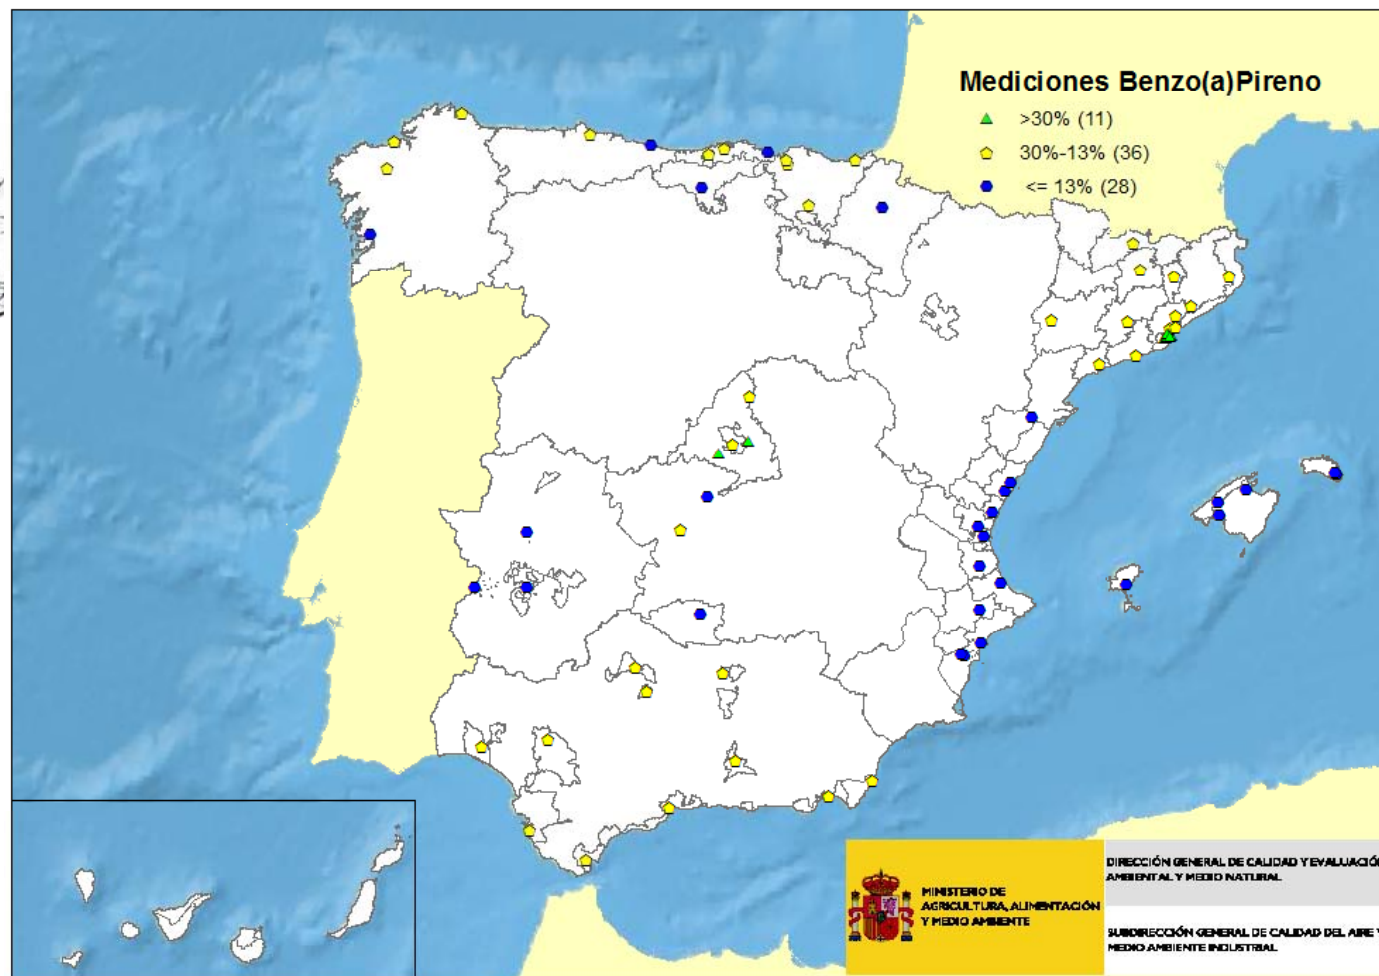 Mediciones Benzo(a)Pireno
>30% (11)
30%-13% (36)
<= 13% (28)
MINISTERIO DE
AGRICULTURA, ALIMENTACIÓN
Y MEDIO AMBIENTE
DIRECCIÓN GENERAL DE CALIDAD Y EVALUACIÓN
AMBIENTAL Y MEDIO NATURAL
SUBDIRECCIÓN GENERAL DE CALIDAD DEL AIRE Y
MEDIO AMBIENTE INDUSTRIAL